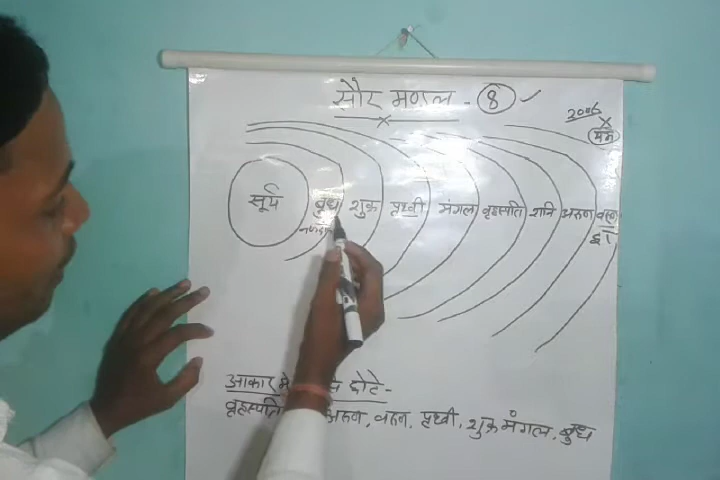 सौर मण्डल - 8 ✓
2006
×
सूर्य बुध शुक्र पृथ्वी मंगल वृहस्पति शनि अरुण वरुण
आकार में छोटे -
वृहस्पति अरुन, वरुन, पृथ्वी, शुक्र मंगल, बुध